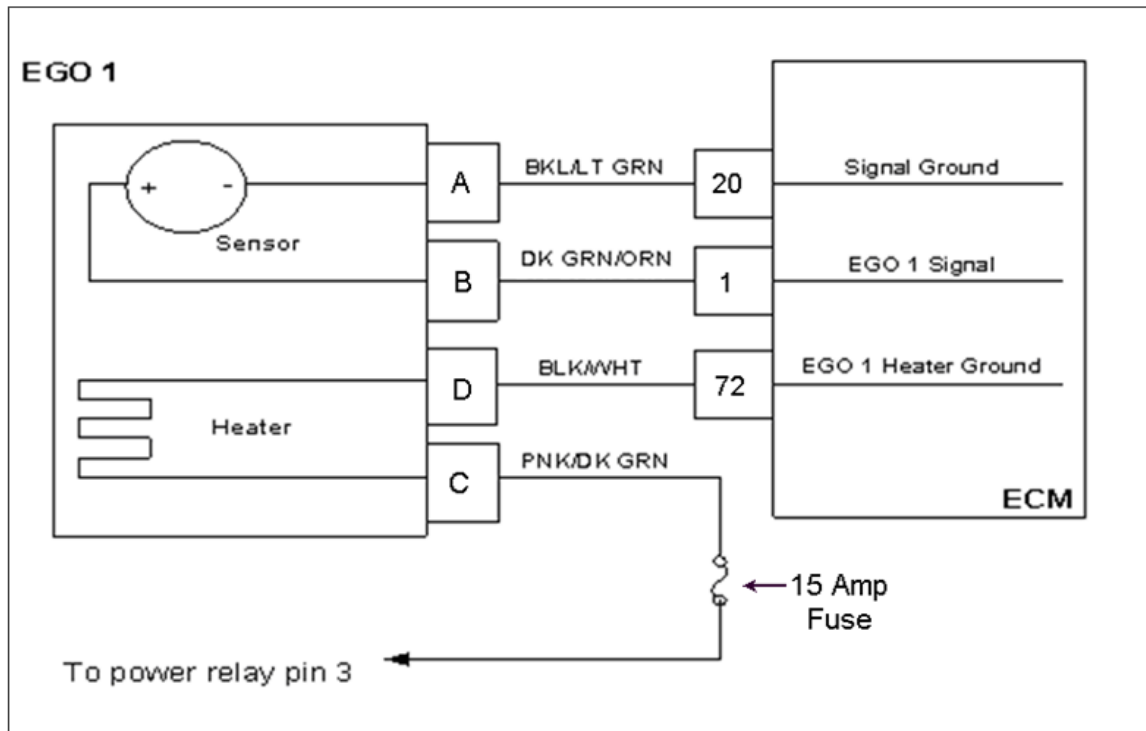 EGO 1
A
BKL/LT GRN
20
Signal Ground
+ -
Sensor
B
DK GRN/ORN
1
EGO 1 Signal
D
BLK/WHT
72
EGO 1 Heater Ground
Heater
C
PNK/DK GRN
ECM
15 Amp
Fuse
To power relay pin 3